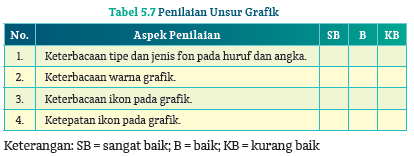 Tabel 5.7 Penilaian Unsur Grafik
No. Aspek Penilaian SB B KB
1. Keterbacaan tipe dan jenis fon pada huruf dan angka.
2. Keterbacaan warna grafik.
3. Keterbacaan ikon pada grafik.
4. Ketepatan ikon pada grafik.
Keterangan: SB = sangat baik; B = baik; KB = kurang baik